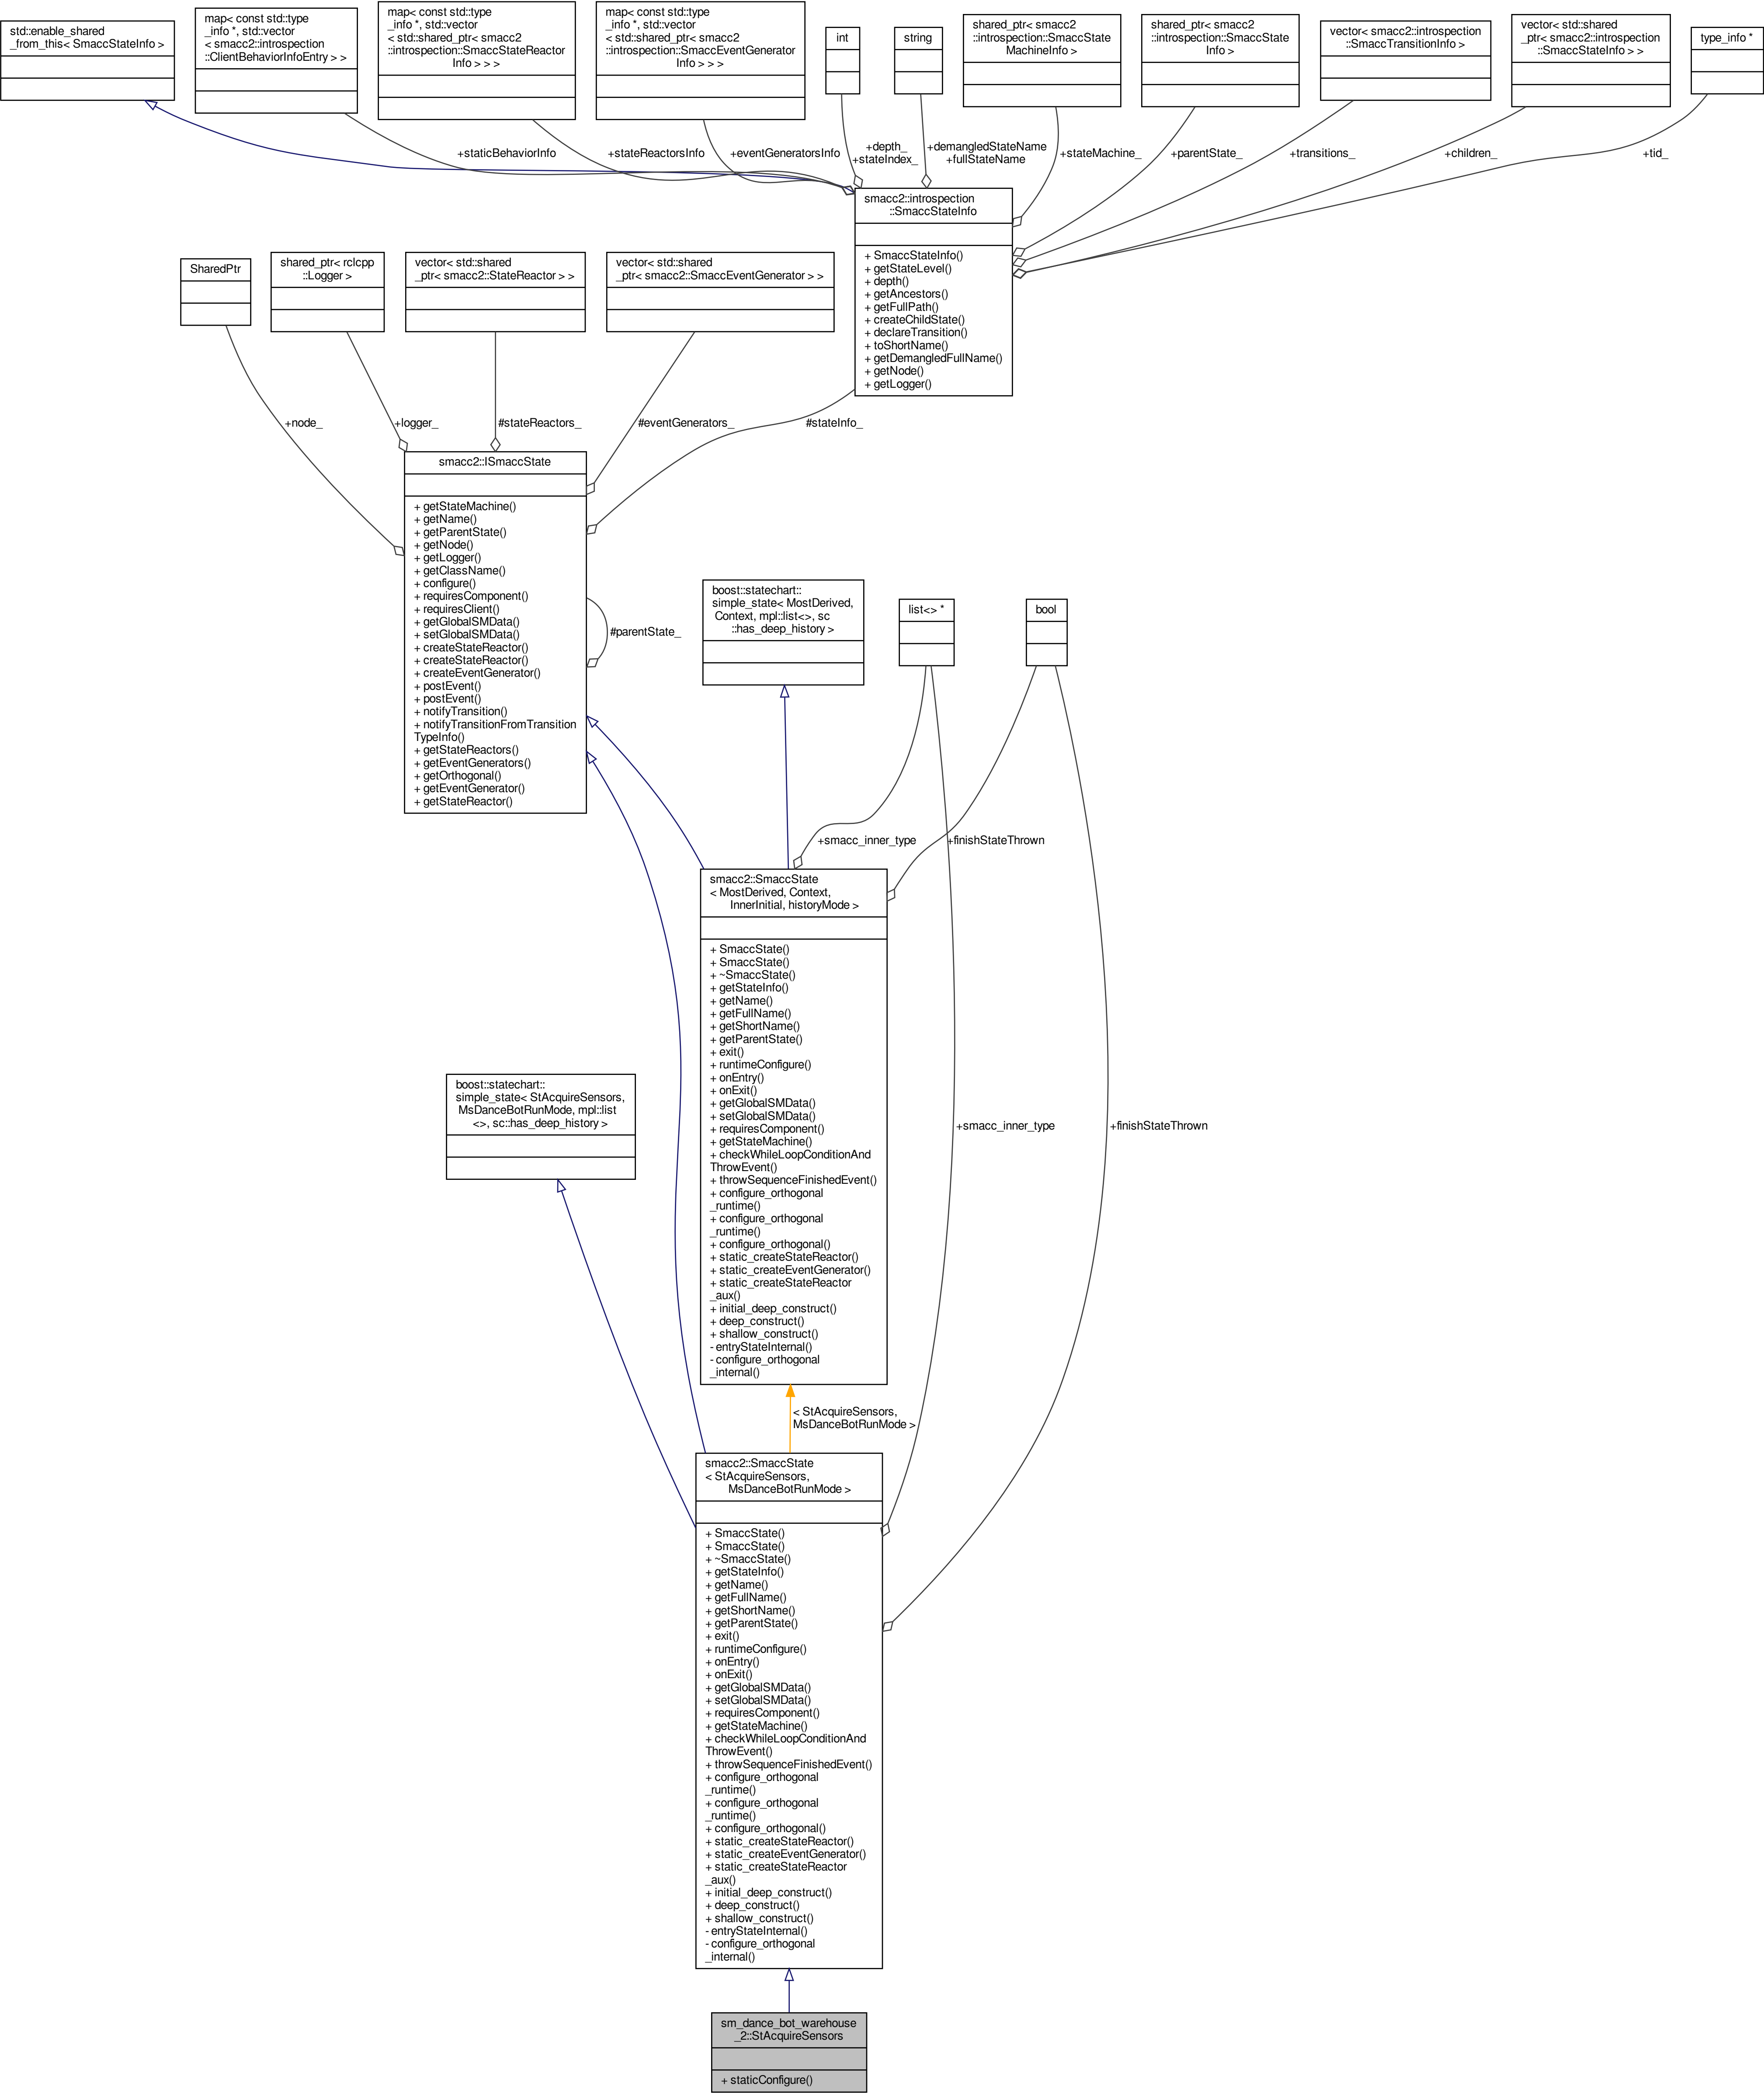 std::enable_shared
_from_this< SmaccStateInfo >
map< const std::type
_info *, std::vector
< smacc2::introspection
::ClientBehaviorInfoEntry > >
map< const std::type
_info *, std::vector
< std::shared_ptr< smacc2
::introspection::SmaccStateReactor
Info > > >
map< const std::type
_info *, std::vector
< std::shared_ptr< smacc2
::introspection::SmaccEventGenerator
Info > > >
int
string
shared_ptr< smacc2
::introspection::SmaccState
MachineInfo >
shared_ptr< smacc2
::introspection::SmaccState
Info >
vector< smacc2::introspection
::SmaccTransitionInfo >
vector< std::shared
_ptr< smacc2::introspection
::SmaccStateInfo > >
type_info *
+staticBehaviorInfo
+stateReactorsInfo
+eventGeneratorsInfo
+depth_
+stateIndex_
+demangledStateName
+fullStateName
+stateMachine_
+parentState_
+transitions_
+children_
+tid_
smacc2::introspection
::SmaccStateInfo
+ SmaccStateInfo()
+ getStateLevel()
+ depth()
+ getAncestors()
+ getFullPath()
+ createChildState()
+ declareTransition()
+ toShortName()
+ getDemangledFullName()
+ getNode()
+ getLogger()
SharedPtr
shared_ptr< rclcpp
::Logger >
vector< std::shared
_ptr< smacc2::StateReactor > >
vector< std::shared
_ptr< smacc2::SmaccEventGenerator > >
+node_
+logger_
#stateReactors_
#eventGenerators_
#stateInfo_
smacc2::ISmaccState
+ getStateMachine()
+ getName()
+ getParentState()
+ getNode()
+ getLogger()
+ getClassName()
+ configure()
+ requiresComponent()
+ requiresClient()
+ getGlobalSMData()
+ setGlobalSMData()
+ createStateReactor()
+ createStateReactor()
+ createEventGenerator()
+ postEvent()
+ postEvent()
+ notifyTransition()
+ notifyTransitionFromTransition
TypeInfo()
+ getStateReactors()
+ getEventGenerators()
+ getOrthogonal()
+ getEventGenerator()
+ getStateReactor()
#parentState_
boost::statechart::
simple_state< MostDerived,
Context, mpl::list<>, sc
::has_deep_history >
list<> *
bool
+smacc_inner_type
+finishStateThrown
smacc2::SmaccState
< MostDerived, Context,
InnerInitial, historyMode >
+ SmaccState()
+ SmaccState()
+ ~SmaccState()
+ getStateInfo()
+ getName()
+ getFullName()
+ getShortName()
+ getParentState()
+ exit()
+ runtimeConfigure()
+ onEntry()
+ onExit()
+ getGlobalSMData()
+ setGlobalSMData()
+ requiresComponent()
+ getStateMachine()
+ checkWhileLoopConditionAnd
ThrowEvent()
+ throwSequenceFinishedEvent()
+ configure_orthogonal
_runtime()
+ configure_orthogonal
_runtime()
+ configure_orthogonal()
+ static_createStateReactor()
+ static_createEventGenerator()
+ static_createStateReactor
_aux()
+ initial_deep_construct()
+ deep_construct()
+ shallow_construct()
- entryStateInternal()
- configure_orthogonal
_internal()
boost::statechart::
simple_state< StAcquireSensors,
MsDanceBotRunMode, mpl::list
<>, sc::has_deep_history >
+smacc_inner_type
+finishStateThrown
< StAcquireSensors,
MsDanceBotRunMode >
smacc2::SmaccState
< StAcquireSensors,
MsDanceBotRunMode >
+ SmaccState()
+ SmaccState()
+ ~SmaccState()
+ getStateInfo()
+ getName()
+ getFullName()
+ getShortName()
+ getParentState()
+ exit()
+ runtimeConfigure()
+ onEntry()
+ onExit()
+ getGlobalSMData()
+ setGlobalSMData()
+ requiresComponent()
+ getStateMachine()
+ checkWhileLoopConditionAnd
ThrowEvent()
+ throwSequenceFinishedEvent()
+ configure_orthogonal
_runtime()
+ configure_orthogonal
_runtime()
+ configure_orthogonal()
+ static_createStateReactor()
+ static_createEventGenerator()
+ static_createStateReactor
_aux()
+ initial_deep_construct()
+ deep_construct()
+ shallow_construct()
- entryStateInternal()
- configure_orthogonal
_internal()
sm_dance_bot_warehouse
_2::StAcquireSensors
+ staticConfigure()